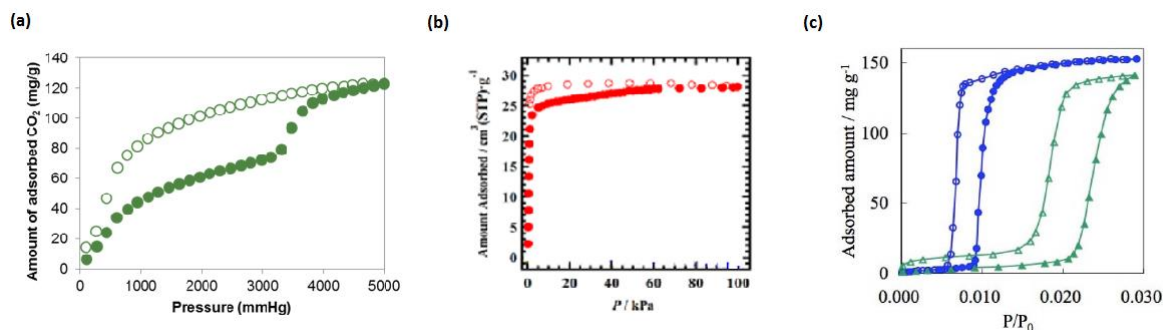 (a)
Amount of adsorbed CO₂ (mg/g)
140
120
100
80
60
40
20
0
0 1000 2000 3000 4000 5000
Pressure (mmHg)
(b)
Amount Adsorbed / cm³ (STP)·g⁻¹
30
25
20
15
10
5
0
0 20 40 60 80 100
P / kPa
(c)
Adsorbed amount / mg g⁻¹
150
100
50
0
0.000 0.010 0.020 0.030
P/P₀